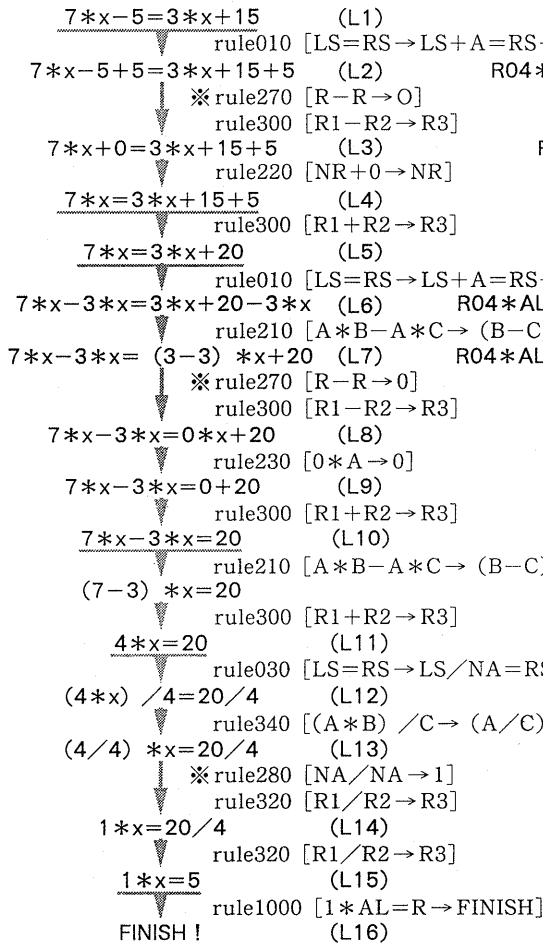 7*x-5=3*x+15 (L1)
rule010 [LS=RS→LS+A=RS-
7*x-5+5=3*x+15+5 (L2) R04*
※rule270 [R-R→O]
rule300 [R1-R2→R3]
7*x+0=3*x+15+5 (L3)
rule220 [NR+0→NR]
7*x=3*x+15+5 (L4)
rule300 [R1+R2→R3]
7*x=3*x+20 (L5)
rule010 [LS=RS→LS+A=RS-
7*x-3*x=3*x+20-3*x (L6) R04*AL
rule210 [A*B-A*C→ (B-C
7*x-3*x= (3-3) *x+20 (L7) R04*AL
※rule270 [R-R→0]
rule300 [R1-R2→R3]
7*x-3*x=0*x+20 (L8)
rule230 [0*A→0]
7*x-3*x=0+20 (L9)
rule300 [R1+R2→R3]
7*x-3*x=20 (L10)
rule210 [A*B-A*C→ (B-C)
(7-3) *x=20
rule300 [R1+R2→R3]
4*x=20 (L11)
rule030 [LS=RS→LS/NA=RS
(4*x) /4=20/4 (L12)
rule340 [(A*B) /C→ (A/C)
(4/4) *x=20/4 (L13)
※rule280 [NA/NA→1]
rule320 [R1/R2→R3]
1*x=20/4 (L14)
rule320 [R1/R2→R3]
1*x=5 (L15)
rule1000 [1*AL=R→FINISH]
FINISH ! (L16)